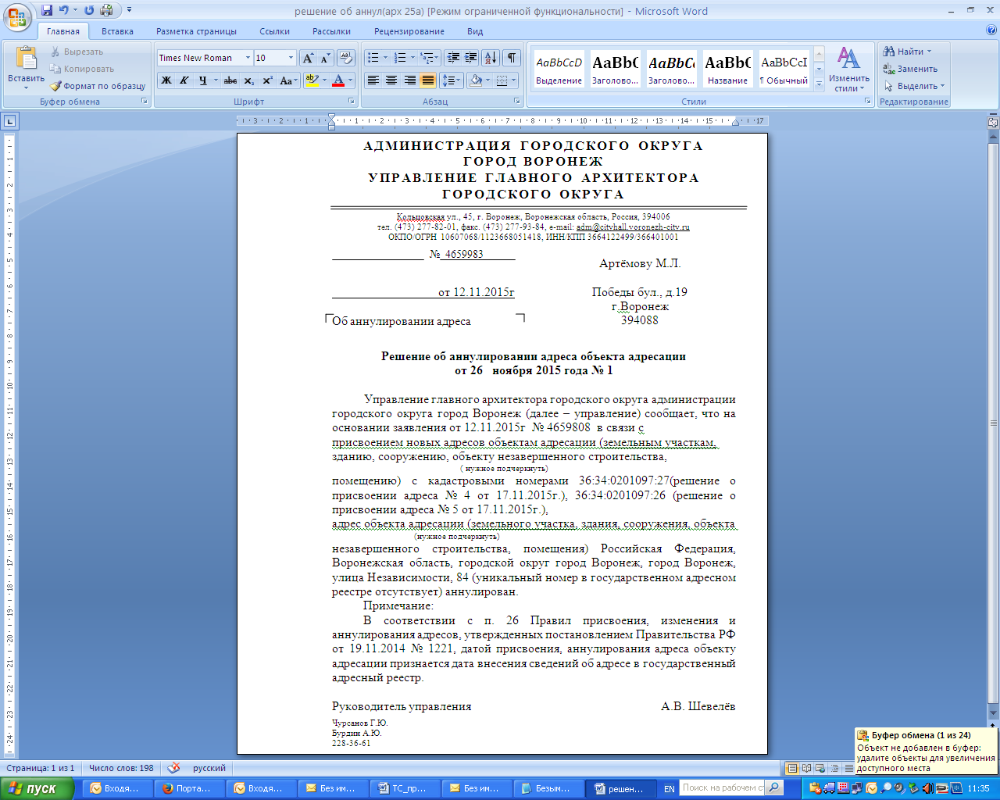 решение об аннул(арх 25а) [Режим ограниченной функциональности] - Microsoft Word
Главная Вставка Разметка страницы Ссылки Рассылки Рецензирование Вид
Вставить
Вырезать
Копировать
Формат по образцу
Буфер обмена
Times New Roman 10
Ж К Ч abc x₂ x² Aa
Шрифт
Абзац
AaBbCcD AaBbC AaBbCc AaBbC AaBbCcI
Выделение Заголово... Заголово... Название ¶ Обычный
Изменить стили
Стили
Найти
Заменить
Выделить
Редактирование
АДМИНИСТРАЦИЯ ГОРОДСКОГО ОКРУГА
ГОРОД ВОРОНЕЖ
УПРАВЛЕНИЕ ГЛАВНОГО АРХИТЕКТОРА
ГОРОДСКОГО ОКРУГА
Кольцовская ул., 45, г. Воронеж, Воронежская область, Россия, 394006
тел. (473) 277-82-01, факс. (473) 277-93-84, e-mail: adm@cityhall.voronezh-city.ru
ОКПО/ОГРН 10607068/1123668051418, ИНН/КПП 3664122499/366401001
№ 4659983
от 12.11.2015г
Об аннулировании адреса
Артёмову М.Л.
Победы бул., д.19
г.Воронеж
394088
Решение об аннулировании адреса объекта адресации
от 26 ноября 2015 года № 1
Управление главного архитектора городского округа администрации
городского округа город Воронеж (далее – управление) сообщает, что на
основании заявления от 12.11.2015г № 4659808 в связи с
присвоением новых адресов объектам адресации (земельным участкам,
зданию, сооружению, объекту незавершенного строительства,
( нужное подчеркнуть)
помещению) с кадастровыми номерами 36:34:0201097:27(решение о
присвоении адреса № 4 от 17.11.2015г.), 36:34:0201097:26 (решение о
присвоении адреса № 5 от 17.11.2015г.),
адрес объекта адресации (земельного участка, здания, сооружения, объекта
(нужное подчеркнуть)
незавершенного строительства, помещения) Российская Федерация,
Воронежская область, городской округ город Воронеж, город Воронеж,
улица Независимости, 84 (уникальный номер в государственном адресном
реестре отсутствует) аннулирован.
Примечание:
В соответствии с п. 26 Правил присвоения, изменения и
аннулирования адресов, утвержденных постановлением Правительства РФ
от 19.11.2014 № 1221, датой присвоения, аннулирования адреса объекту
адресации признается дата внесения сведений об адресе в государственный
адресный реестр.
Руководитель управления А.В. Шевелёв
Чурсанов Г.Ю.
Бурдин А.Ю.
228-36-61
Буфер обмена (1 из 24)
Объект не добавлен в буфер:
удалите объекты для увеличения
доступного места
Страница: 1 из 1 Число слов: 198 русский
пуск Входя... Порта... Входя... Без им... ТС_пр... Без им... Безым... решен... EN Поиск на рабочем ст 11:35